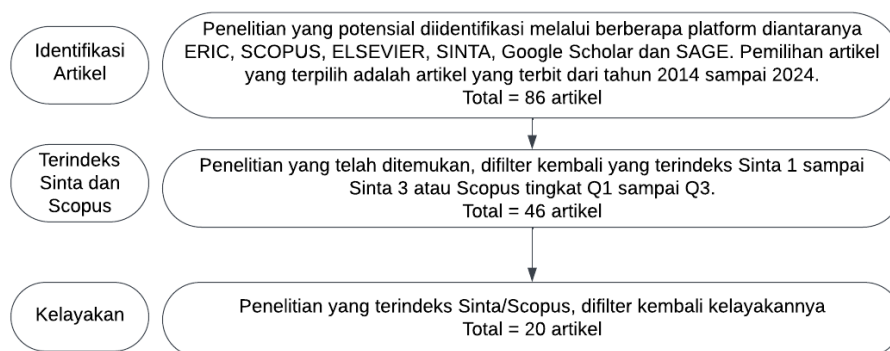 Identifikasi
Artikel
Penelitian yang potensial diidentifikasi melalui berberapa platform diantaranya
ERIC, SCOPUS, ELSEVIER, SINTA, Google Scholar dan SAGE. Pemilihan artikel
yang terpilih adalah artikel yang terbit dari tahun 2014 sampai 2024.
Total = 86 artikel
Terindeks
Sinta dan
Scopus
Penelitian yang telah ditemukan, difilter kembali yang terindeks Sinta 1 sampai
Sinta 3 atau Scopus tingkat Q1 sampai Q3.
Total = 46 artikel
Kelayakan
Penelitian yang terindeks Sinta/Scopus, difilter kembali kelayakannya
Total = 20 artikel